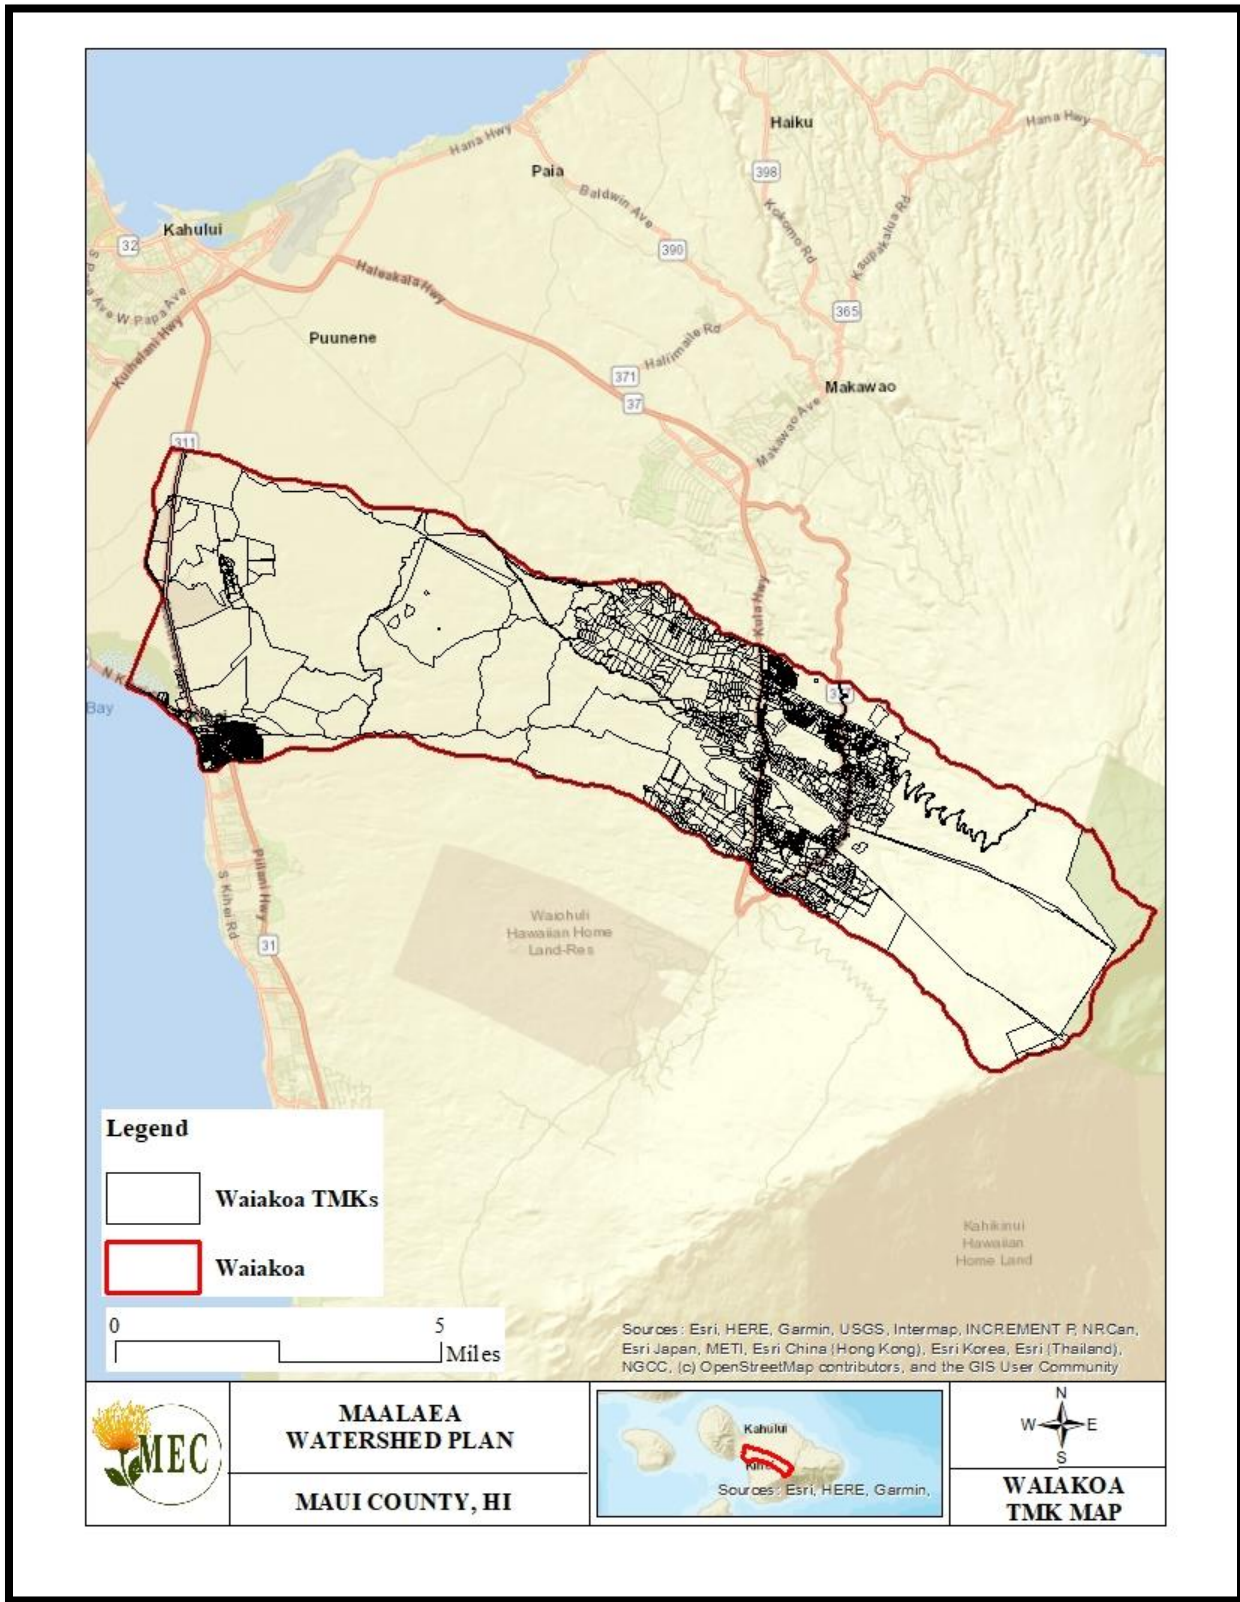 Haiku
Hana Hwy
Hana Hwy
Paia
398
Baldwin Ave
Kokomo Rd
Kaupakalua Rd
Kahului
32
390
Haleakala Hwy
W Papa Ave
Kuihelani Hwy
Puunene
365
Haliimaile Rd
371
37
Makawao
Makawao Ave
311
Kula Hwy
N K
Bay
Piilani Hwy
S Kihei Rd
31
Waiohuli
Hawaiian Home
Land-Res
Kahikinui
Hawaiian
Home Land
Legend
Waiakoa TMKs
Waiakoa
0 5
Miles
Sources: Esri, HERE, Garmin, USGS, Intermap, INCREMENT P, NRCan,
Esri Japan, METI, Esri China (Hong Kong), Esri Korea, Esri (Thailand),
NGCC, (c) OpenStreetMap contributors, and the GIS User Community
MEC
MAALAEA
WATERSHED PLAN
MAUI COUNTY, HI
Kahului
Sources: Esri, HERE, Garmin,
N
W E
S
WAIAKOA
TMK MAP